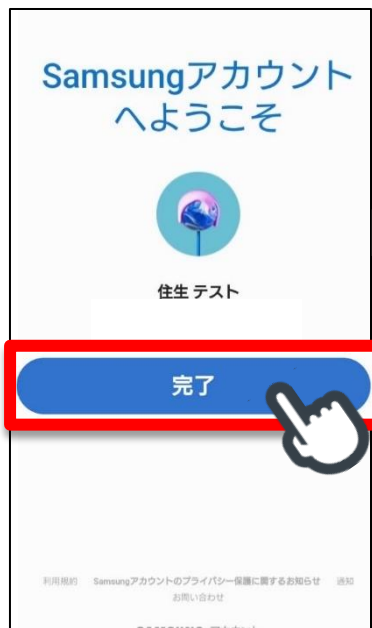 Samsungアカウント
へようこそ
住生 テスト
完了
利用規約 Samsungアカウントのプライバシー保護に関するお知らせ 通知
お問い合わせ